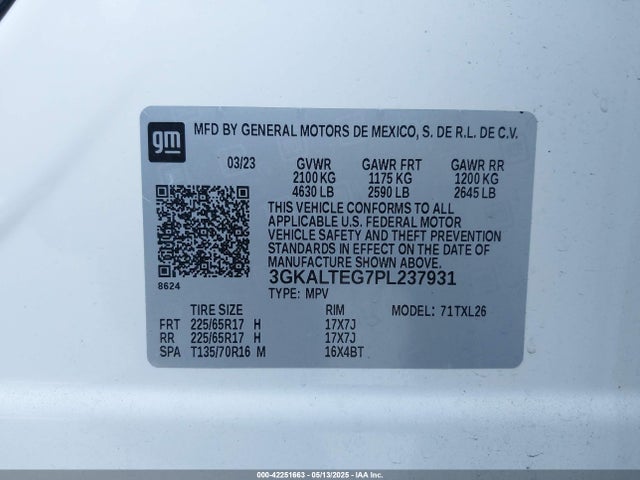 gm
MFD BY GENERAL MOTORS DE MEXICO, S. DE R.L. DE C.V.
03/23 GVWR GAWR FRT GAWR RR
2100 KG 1175 KG 1200 KG
4630 LB 2590 LB 2645 LB
THIS VEHICLE CONFORMS TO ALL
APPLICABLE U.S. FEDERAL MOTOR
VEHICLE SAFETY AND THEFT PREVENTION
STANDARDS IN EFFECT ON THE DATE OF
MANUFACTURE SHOWN ABOVE.
8624
3GKALTEG7PL237931
TYPE: MPV
TIRE SIZE RIM MODEL: 71TXL26
FRT 225/65R17 H 17X7J
RR 225/65R17 H 17X7J
SPA T135/70R16 M 16X4BT
000-42251663 - 05/13/2025 - IAAI.COM